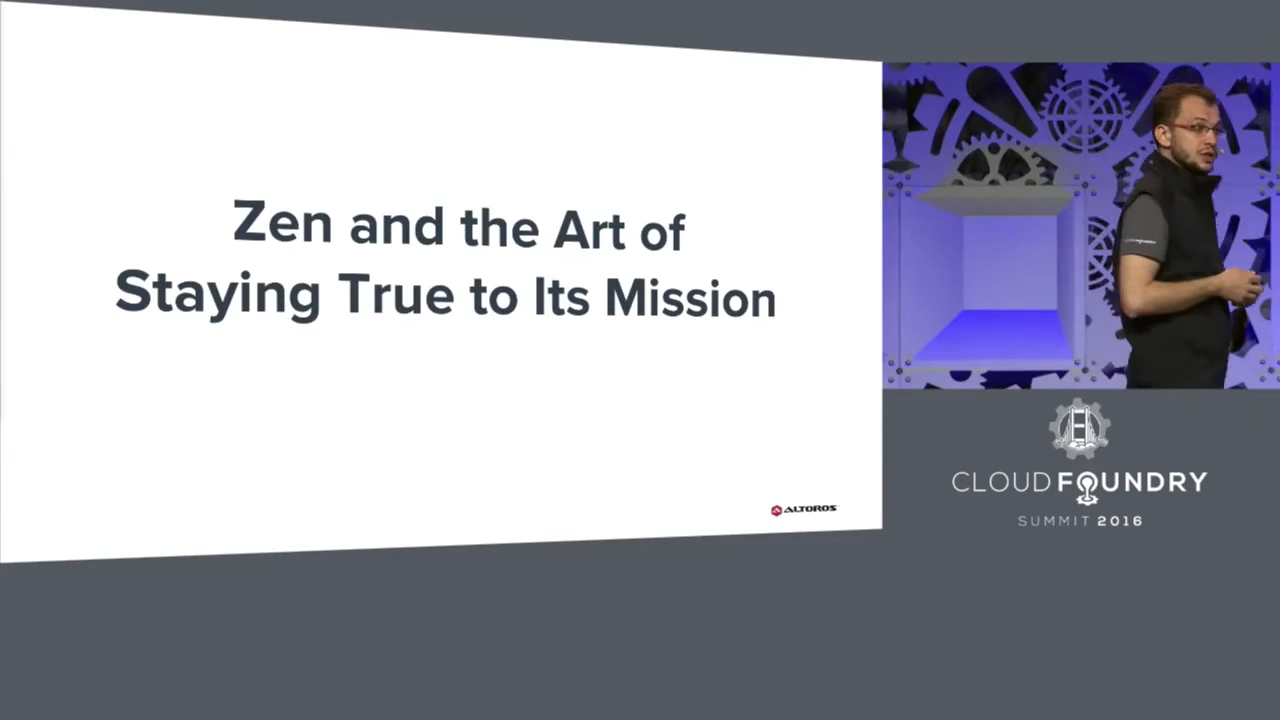 Zen and the Art of
Staying True to Its Mission
ALTOROS
CLOUD FOUNDRY
SUMMIT 2016